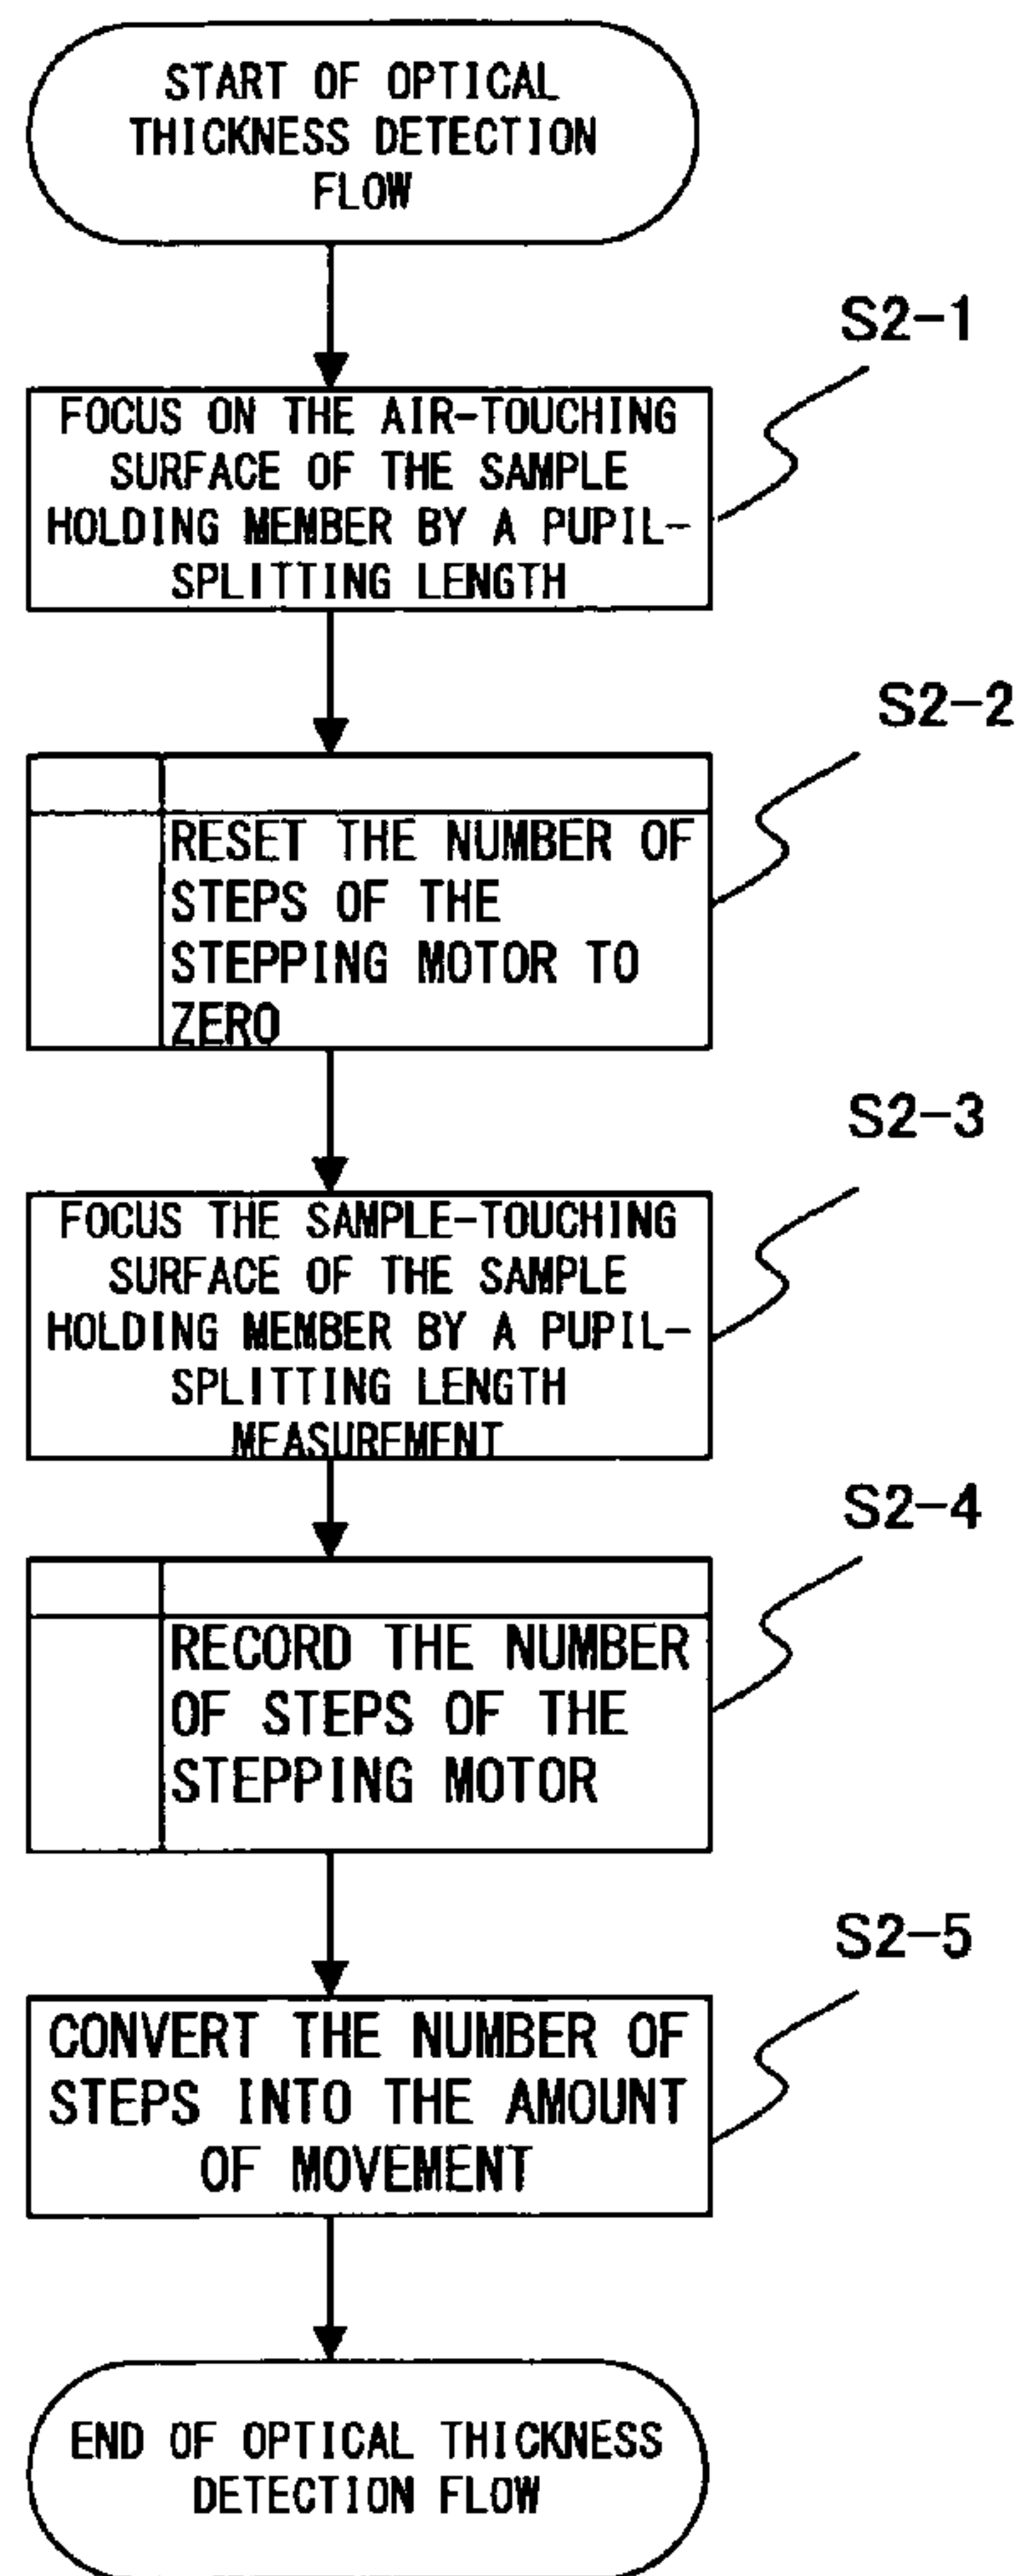 START OF OPTICAL
THICKNESS DETECTION
FLOW
S2-1
FOCUS ON THE AIR-TOUCHING
SURFACE OF THE SAMPLE
HOLDING MEMBER BY A PUPIL-
SPLITTING LENGTH
S2-2
RESET THE NUMBER OF
STEPS OF THE
STEPPING MOTOR TO
ZERO
S2-3
FOCUS THE SAMPLE-TOUCHING
SURFACE OF THE SAMPLE
HOLDING MEMBER BY A PUPIL-
SPLITTING LENGTH
MEASUREMENT
S2-4
RECORD THE NUMBER
OF STEPS OF THE
STEPPING MOTOR
S2-5
CONVERT THE NUMBER OF
STEPS INTO THE AMOUNT
OF MOVEMENT
END OF OPTICAL THICKNESS
DETECTION FLOW